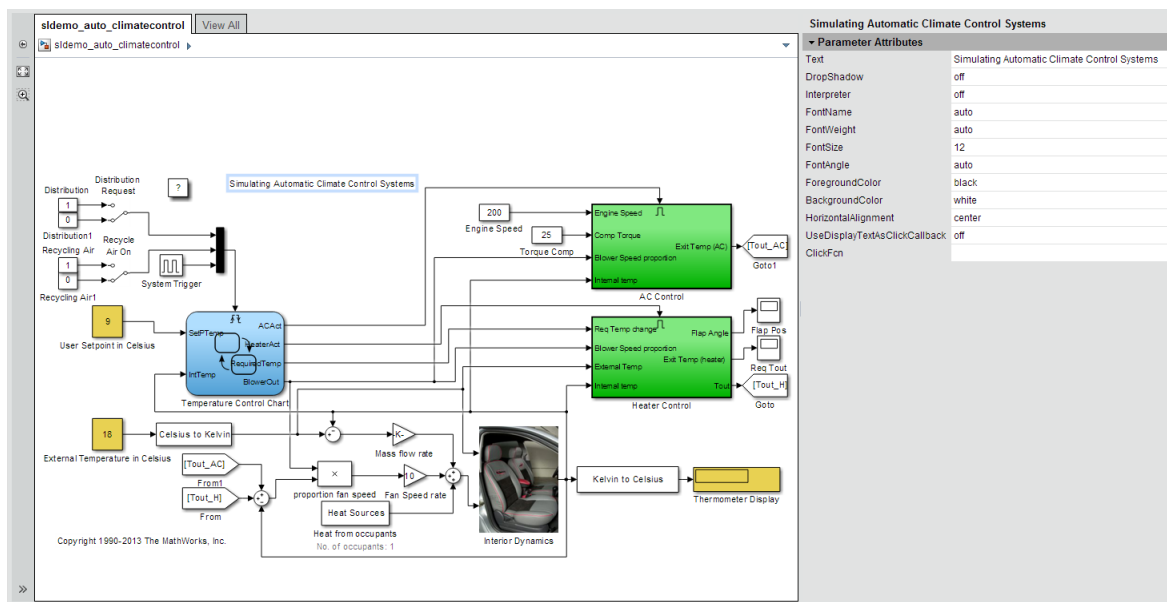 sldemo_auto_climatecontrol
View All
sldemo_auto_climatecontrol
Simulating Automatic Climate Control Systems
Distribution
Distribution
Request
?
1
0
Distribution1
Recycling Air
Recycle
Air On
1
0
Recycling Air1
System Trigger
200
Engine Speed
25
Torque Comp
Engine Speed
Comp Torque
Blower Speed proportion
Internal temp
Exit Temp (AC)
AC Control
[Tout_AC]
Goto1
9
User Setpoint in Celsius
SetPTemp
IntTemp
ACAct
HeaterAct
RequiredTemp
BlowerOut
Temperature Control Chart
Req Temp change
Blower Speed proportion
External Temp
Internal temp
Flap Angle
Exit Temp (heater)
Tout
Heater Control
Flap Pos
Req Tout
[Tout_H]
Goto
18
External Temperature in Celsius
Celsius to Kelvin
-K-
Mass flow rate
[Tout_AC]
From1
[Tout_H]
From
×
proportion fan speed
10
Fan Speed rate
Heat Sources
Heat from occupants
No. of occupants: 1
Interior Dynamics
Kelvin to Celsius
Thermometer Display
Copyright 1990-2013 The MathWorks, Inc.
Simulating Automatic Climate Control Systems
Parameter Attributes
Text Simulating Automatic Climate Control Systems
DropShadow off
Interpreter off
FontName auto
FontWeight auto
FontSize 12
FontAngle auto
ForegroundColor black
BackgroundColor white
HorizontalAlignment center
UseDisplayTextAsClickCallback off
ClickFcn